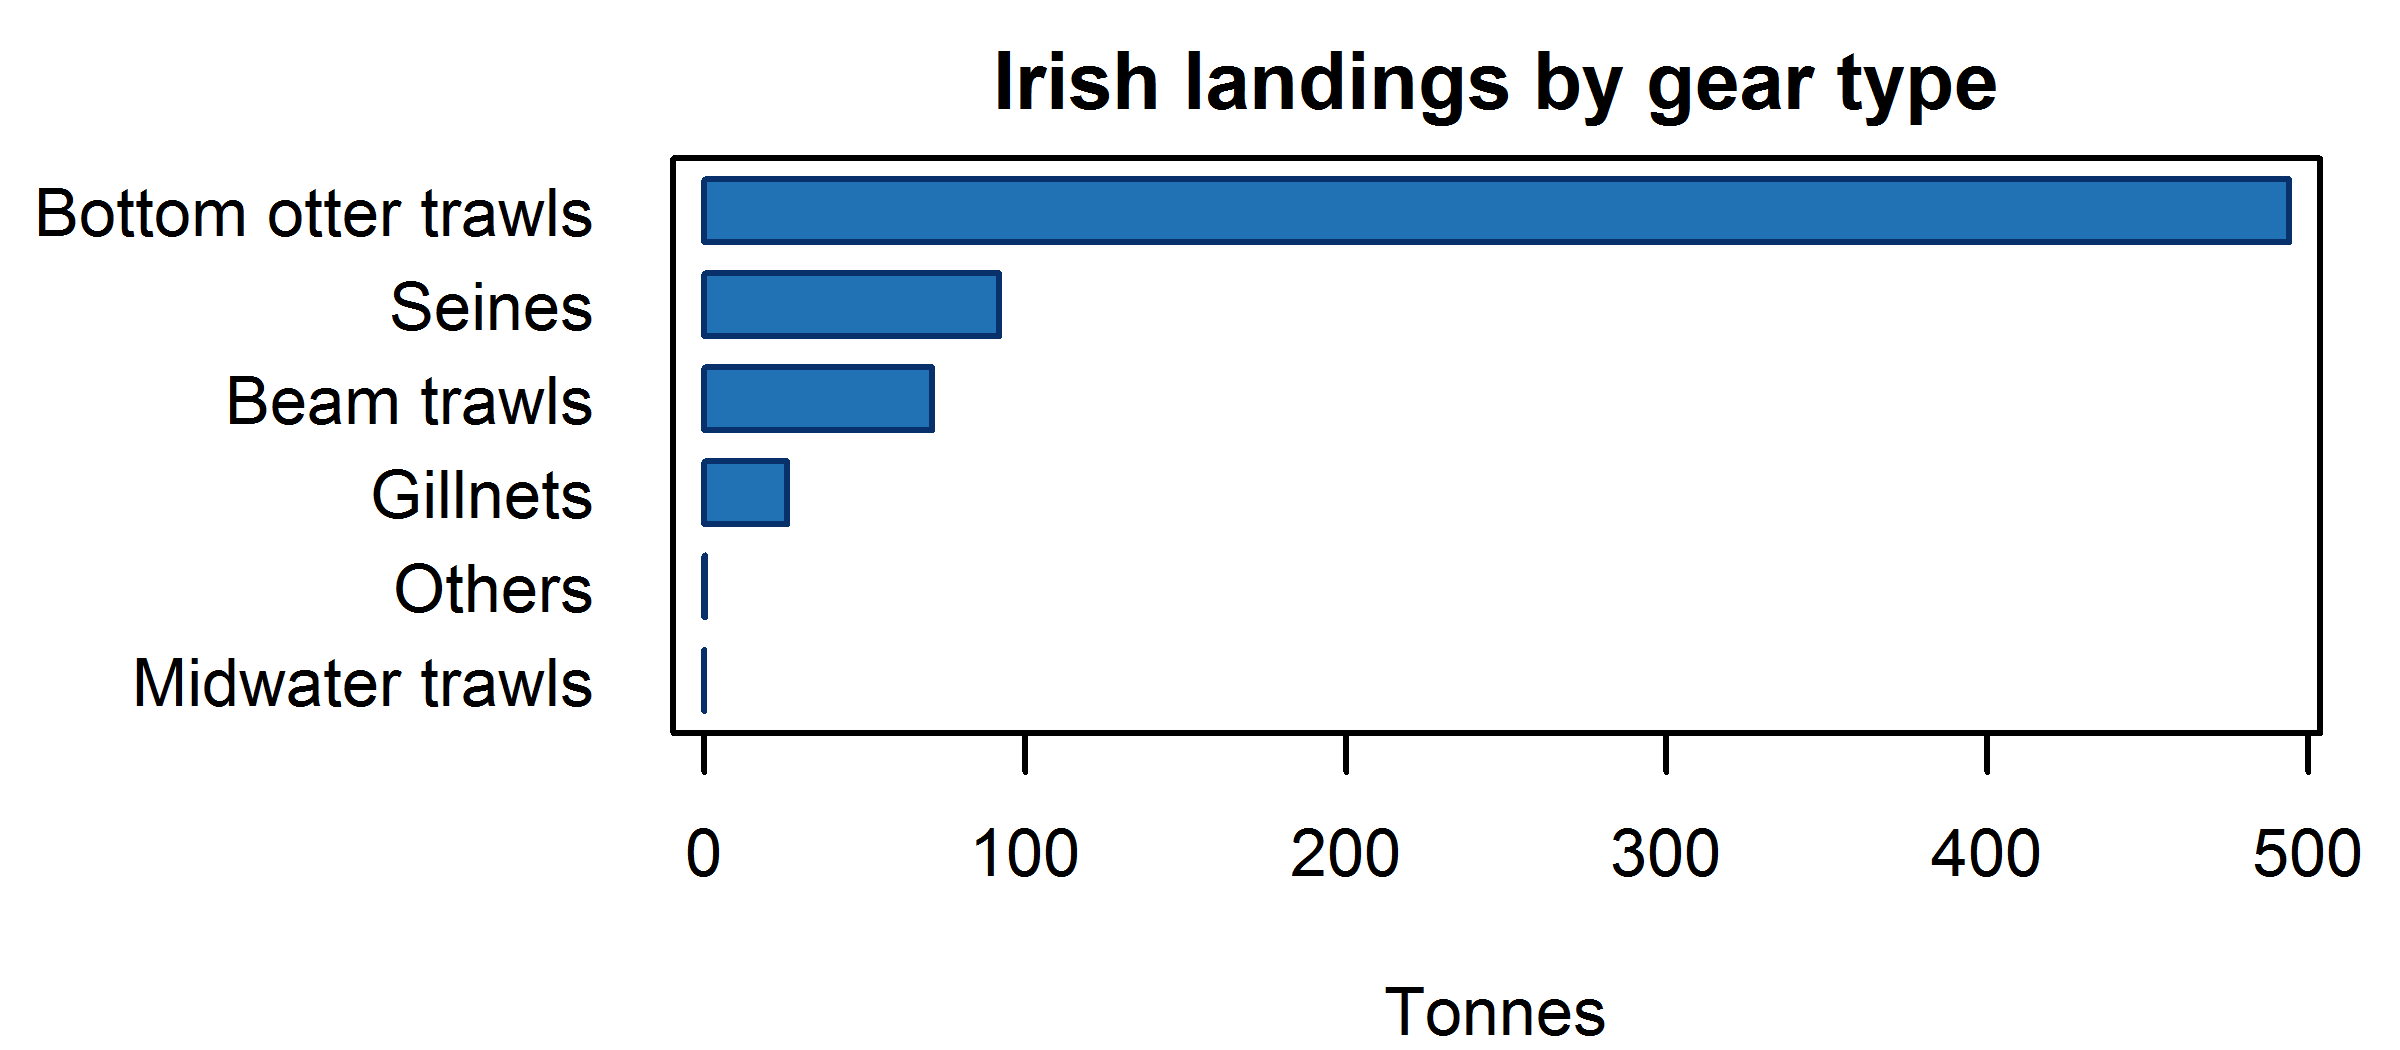 Irish landings by gear type
Bottom otter trawls
Seines
Beam trawls
Gillnets
Others
Midwater trawls
0 100 200 300 400 500
Tonnes